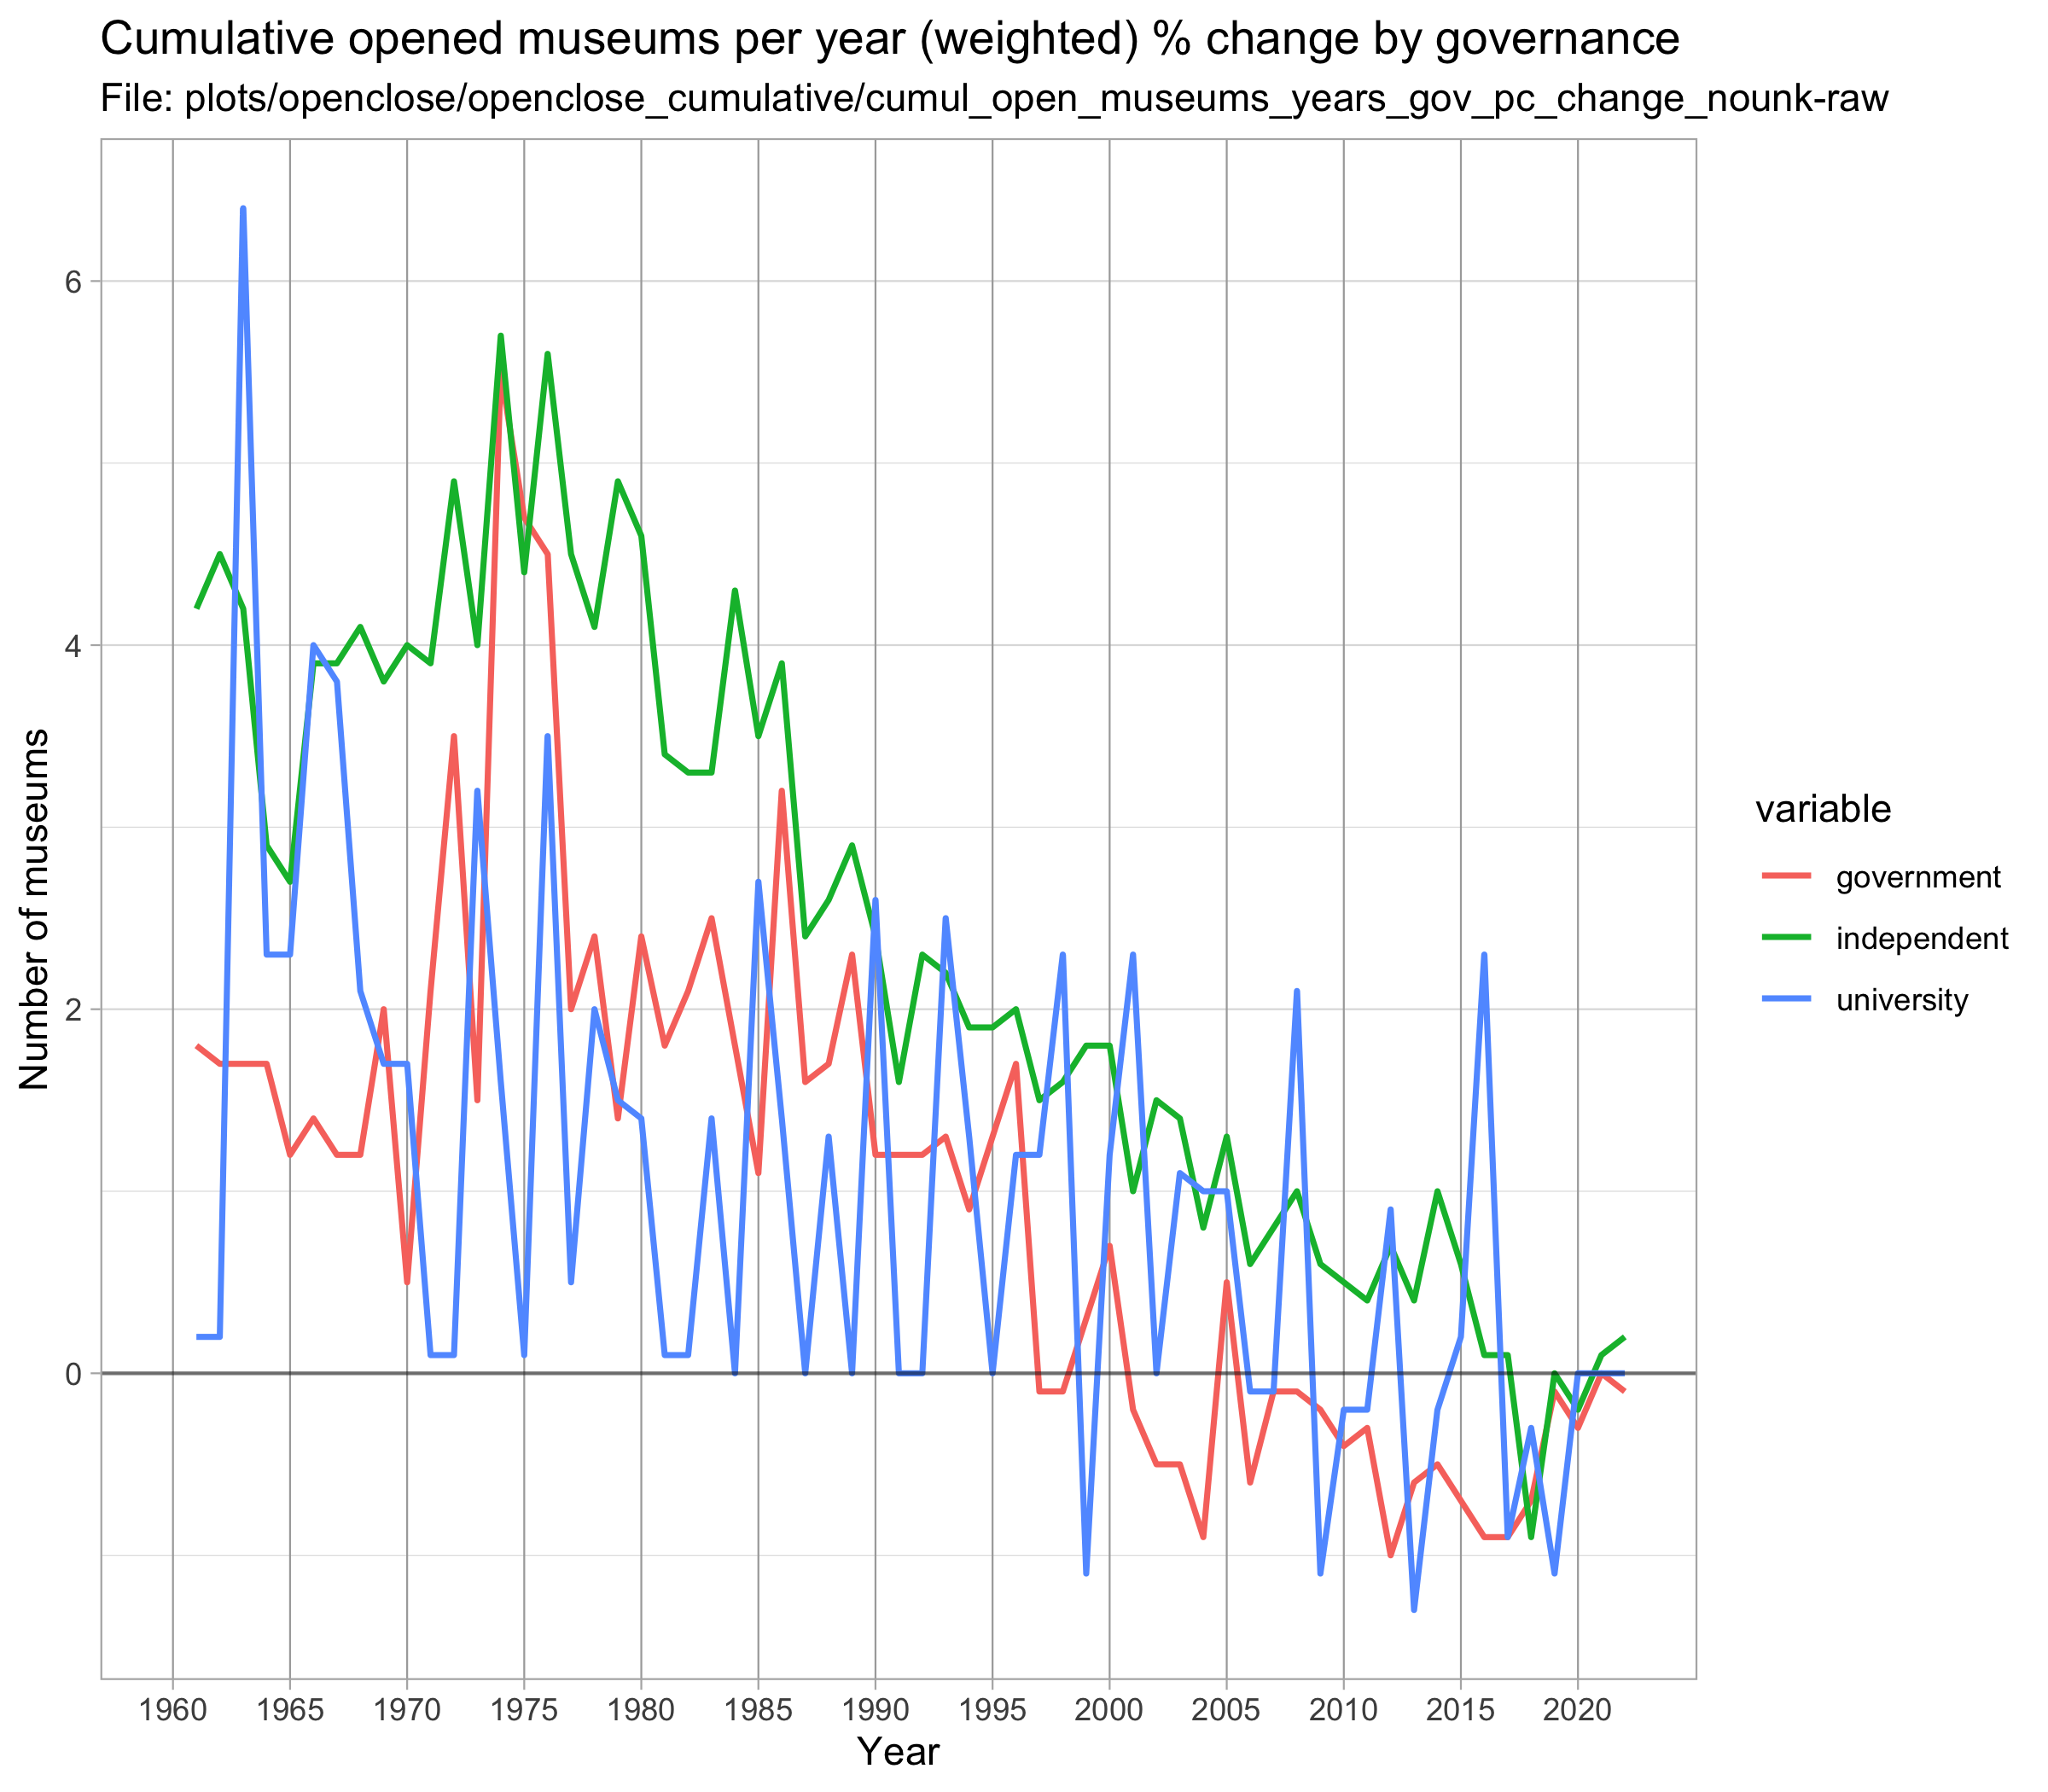 Cumulative opened museums per year (weighted) % change by governance
File: plots/openclose/openclose_cumulative/cumul_open_museums_years_gov_pc_change_nounk-raw
6
4
2
0
Number of museums
1960 1965 1970 1975 1980 1985 1990 1995 2000 2005 2010 2015 2020
Year
variable
government
independent
university